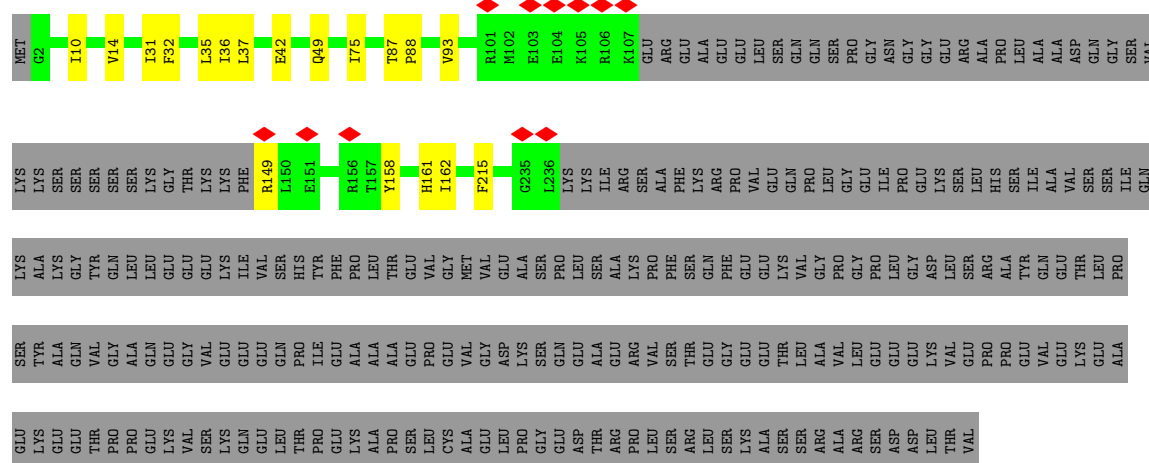 MET G2 I10 V14 I31 F32 L35 I36 L37 E42 Q49 I75 T87 P88 V93 R101 M102 E103 E104 K105 R106 K107 GLU ARG GLU ALA GLU GLU LEU SER GLN GLN SER PRO GLY ASN GLY GLY GLU ARG ALA PRO LEU ALA ALA ASP GLN GLY SER VAL
LYS LYS SER SER SER SER SER LYS GLY THR LYS LYS PHE R149 L150 E151 R156 T157 Y158 H161 I162 F215 G235 L236 LYS LYS ILE ARG SER ALA PHE LYS ARG PRO VAL GLU GLN PRO LEU GLY GLU ILE PRO GLU LYS SER LEU HIS SER ILE ALA VAL SER SER ILE GLN
LYS ALA LYS GLY TYR GLN LEU LEU GLU GLU GLU LYS ILE VAL SER HIS TYR PHE PRO LEU THR GLU VAL GLY MET VAL GLU ALA SER PRO LEU SER ALA LYS PRO PHE SER GLN PHE GLU GLU LYS VAL GLY PRO GLY PRO LEU GLY ASP LEU SER ARG ALA TYR GLN GLU THR LEU PRO
SER TYR ALA GLN VAL GLY ALA GLN GLU GLY VAL GLU GLU GLU GLN PRO ILE GLU ALA ALA ALA GLU PRO GLU VAL GLY ASP LYS SER GLN GLU ALA GLU ARG VAL SER THR GLU GLY GLU GLU THR LEU ALA VAL LEU GLU GLU GLU LYS VAL GLU PRO PRO GLU VAL GLU LYS GLU ALA
GLU LYS GLU GLU THR PRO PRO GLU LYS VAL SER LYS GLN GLU LEU THR PRO GLU LYS ALA PRO SER LEU CYS ALA GLU LEU PRO GLY GLU ASP THR ARG PRO LEU SER ARG LEU SER LYS ALA SER SER ARG ALA ARG SER ASP ASP LEU THR VAL